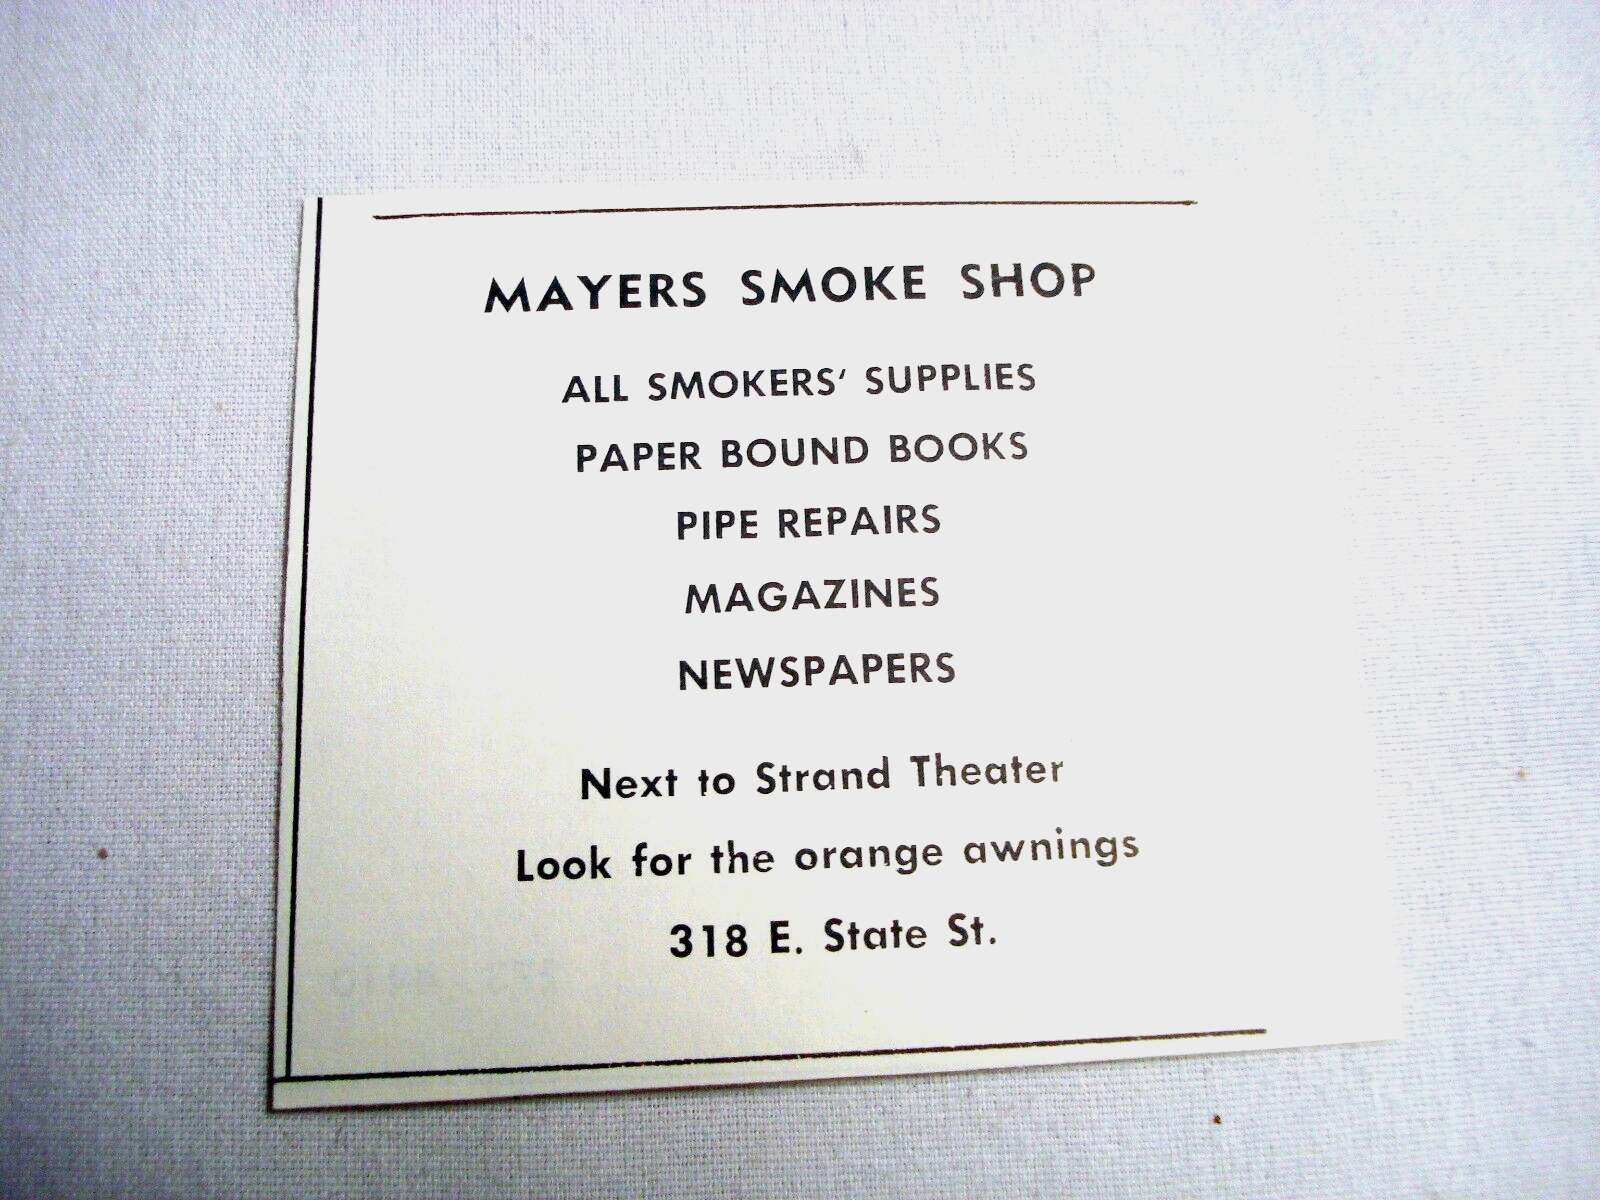 MAYERS SMOKE SHOP
ALL SMOKERS' SUPPLIES
PAPER BOUND BOOKS
PIPE REPAIRS
MAGAZINES
NEWSPAPERS
Next to Strand Theater
Look for the orange awnings
318 E. State St.